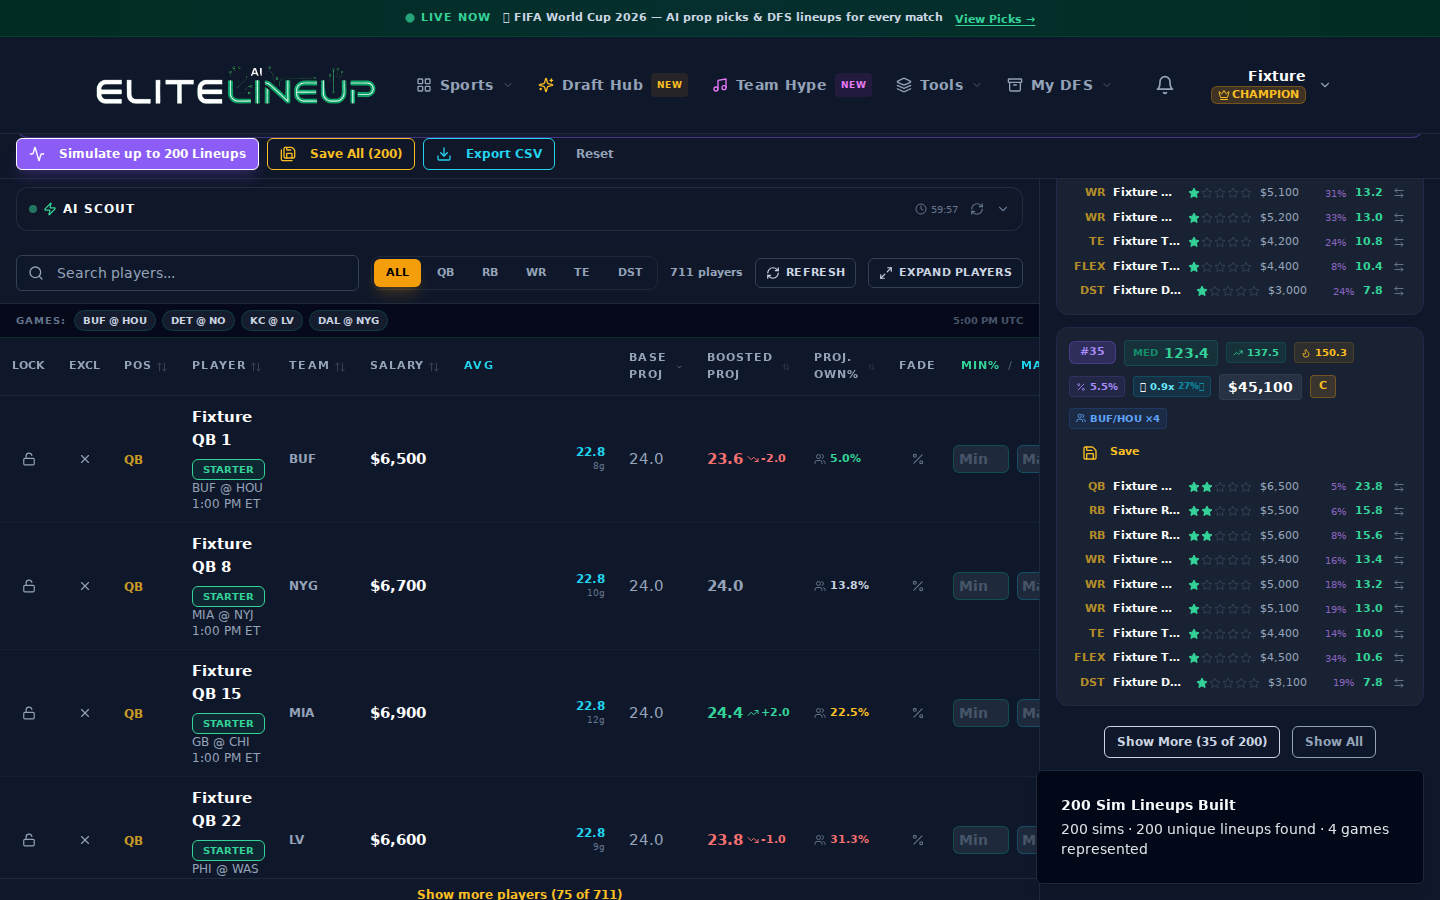 LIVE NOW FIFA World Cup 2026 — AI prop picks & DFS lineups for every match View Picks →
ELITELINEUP AI
Sports
Draft Hub NEW
Team Hype NEW
Tools
My DFS
Fixture
CHAMPION
Simulate up to 200 Lineups
Save All (200)
Export CSV
Reset
AI SCOUT
59:57
Search players...
ALL QB RB WR TE DST
711 players
REFRESH
EXPAND PLAYERS
GAMES: BUF @ HOU DET @ NO KC @ LV DAL @ NYG
5:00 PM UTC
LOCK EXCL POS PLAYER TEAM SALARY AVG BASE PROJ BOOSTED PROJ PROJ. OWN% FADE MIN% / MA
Fixture
QB 1
STARTER
BUF @ HOU
1:00 PM ET
QB BUF $6,500 22.8 8g 24.0 23.6 -2.0 5.0% Min Ma
Fixture
QB 8
STARTER
MIA @ NYJ
1:00 PM ET
QB NYG $6,700 22.8 10g 24.0 24.0 13.8% Min Ma
Fixture
QB 15
STARTER
GB @ CHI
1:00 PM ET
QB MIA $6,900 22.8 12g 24.0 24.4 +2.0 22.5% Min Ma
Fixture
QB 22
STARTER
PHI @ WAS
QB LV $6,600 22.8 9g 24.0 23.8 -1.0 31.3% Min Ma
Show more players (75 of 711)
WR Fixture ... $5,100 31% 13.2
WR Fixture ... $5,200 33% 13.0
TE Fixture T... $4,200 24% 10.8
FLEX Fixture T... $4,400 8% 10.4
DST Fixture D... $3,000 24% 7.8
#35 MED 123.4 137.5 150.3
5.5% 0.9x 27% $45,100 C
BUF/HOU ×4
Save
QB Fixture ... $6,500 5% 23.8
RB Fixture R... $5,500 6% 15.8
RB Fixture R... $5,600 8% 15.6
WR Fixture ... $5,400 16% 13.4
WR Fixture ... $5,000 18% 13.2
WR Fixture ... $5,100 19% 13.0
TE Fixture T... $4,400 14% 10.0
FLEX Fixture T... $4,500 34% 10.6
DST Fixture D... $3,100 19% 7.8
Show More (35 of 200)
Show All
200 Sim Lineups Built
200 sims · 200 unique lineups found · 4 games
represented